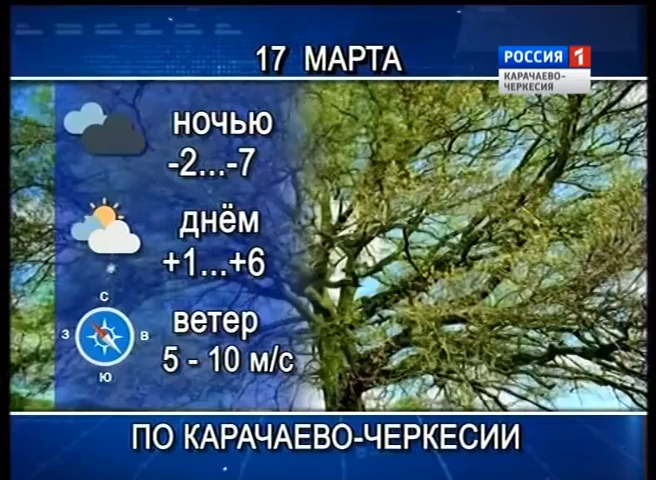 17 МАРТА
РОССИЯ 1
КАРАЧАЕВО-
ЧЕРКЕСИЯ
НОЧЬЮ
-2...-7
ДНЁМ
+1...+6
С
З В
Ю
ветер
5 - 10 м/с
ПО КАРАЧАЕВО-ЧЕРКЕСИИ